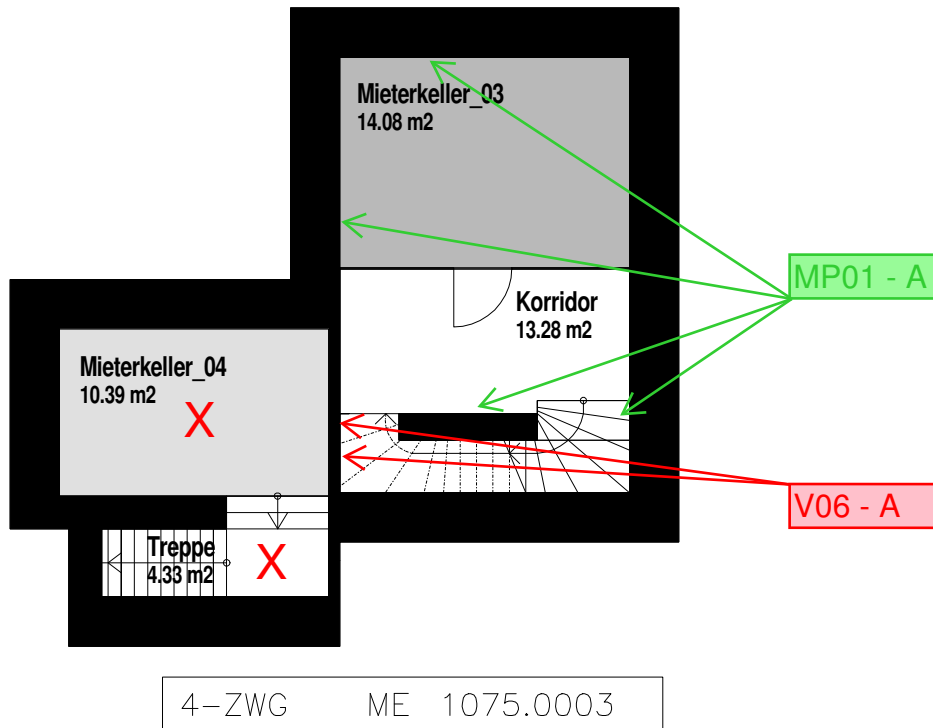 Mieterkeller_03
14.08 m2
MP01 - A
Korridor
13.28 m2
Mieterkeller_04
10.39 m2
X
V06 - A
Treppe
4.33 m2
X
4-ZWG ME 1075.0003